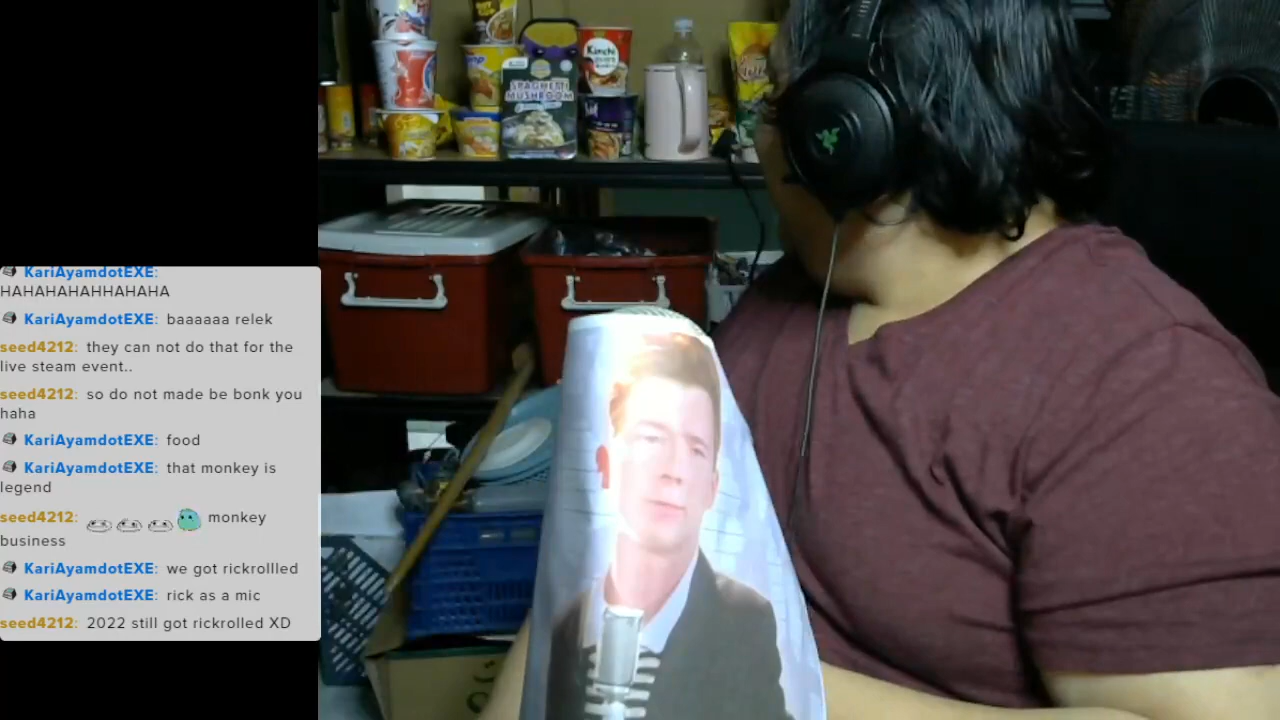 KariAyamdotEXE:
HAHAHAHAHHAHAHA
KariAyamdotEXE: baaaaaa relek
seed4212: they can not do that for the
live steam event..
seed4212: so do not made be bonk you
haha
KariAyamdotEXE: food
KariAyamdotEXE: that monkey is
legend
seed4212: monkey
business
KariAyamdotEXE: we got rickrollled
KariAyamdotEXE: rick as a mic
seed4212: 2022 still got rickrolled XD
Kimchi
SPAGHETTI
MUSHROOM